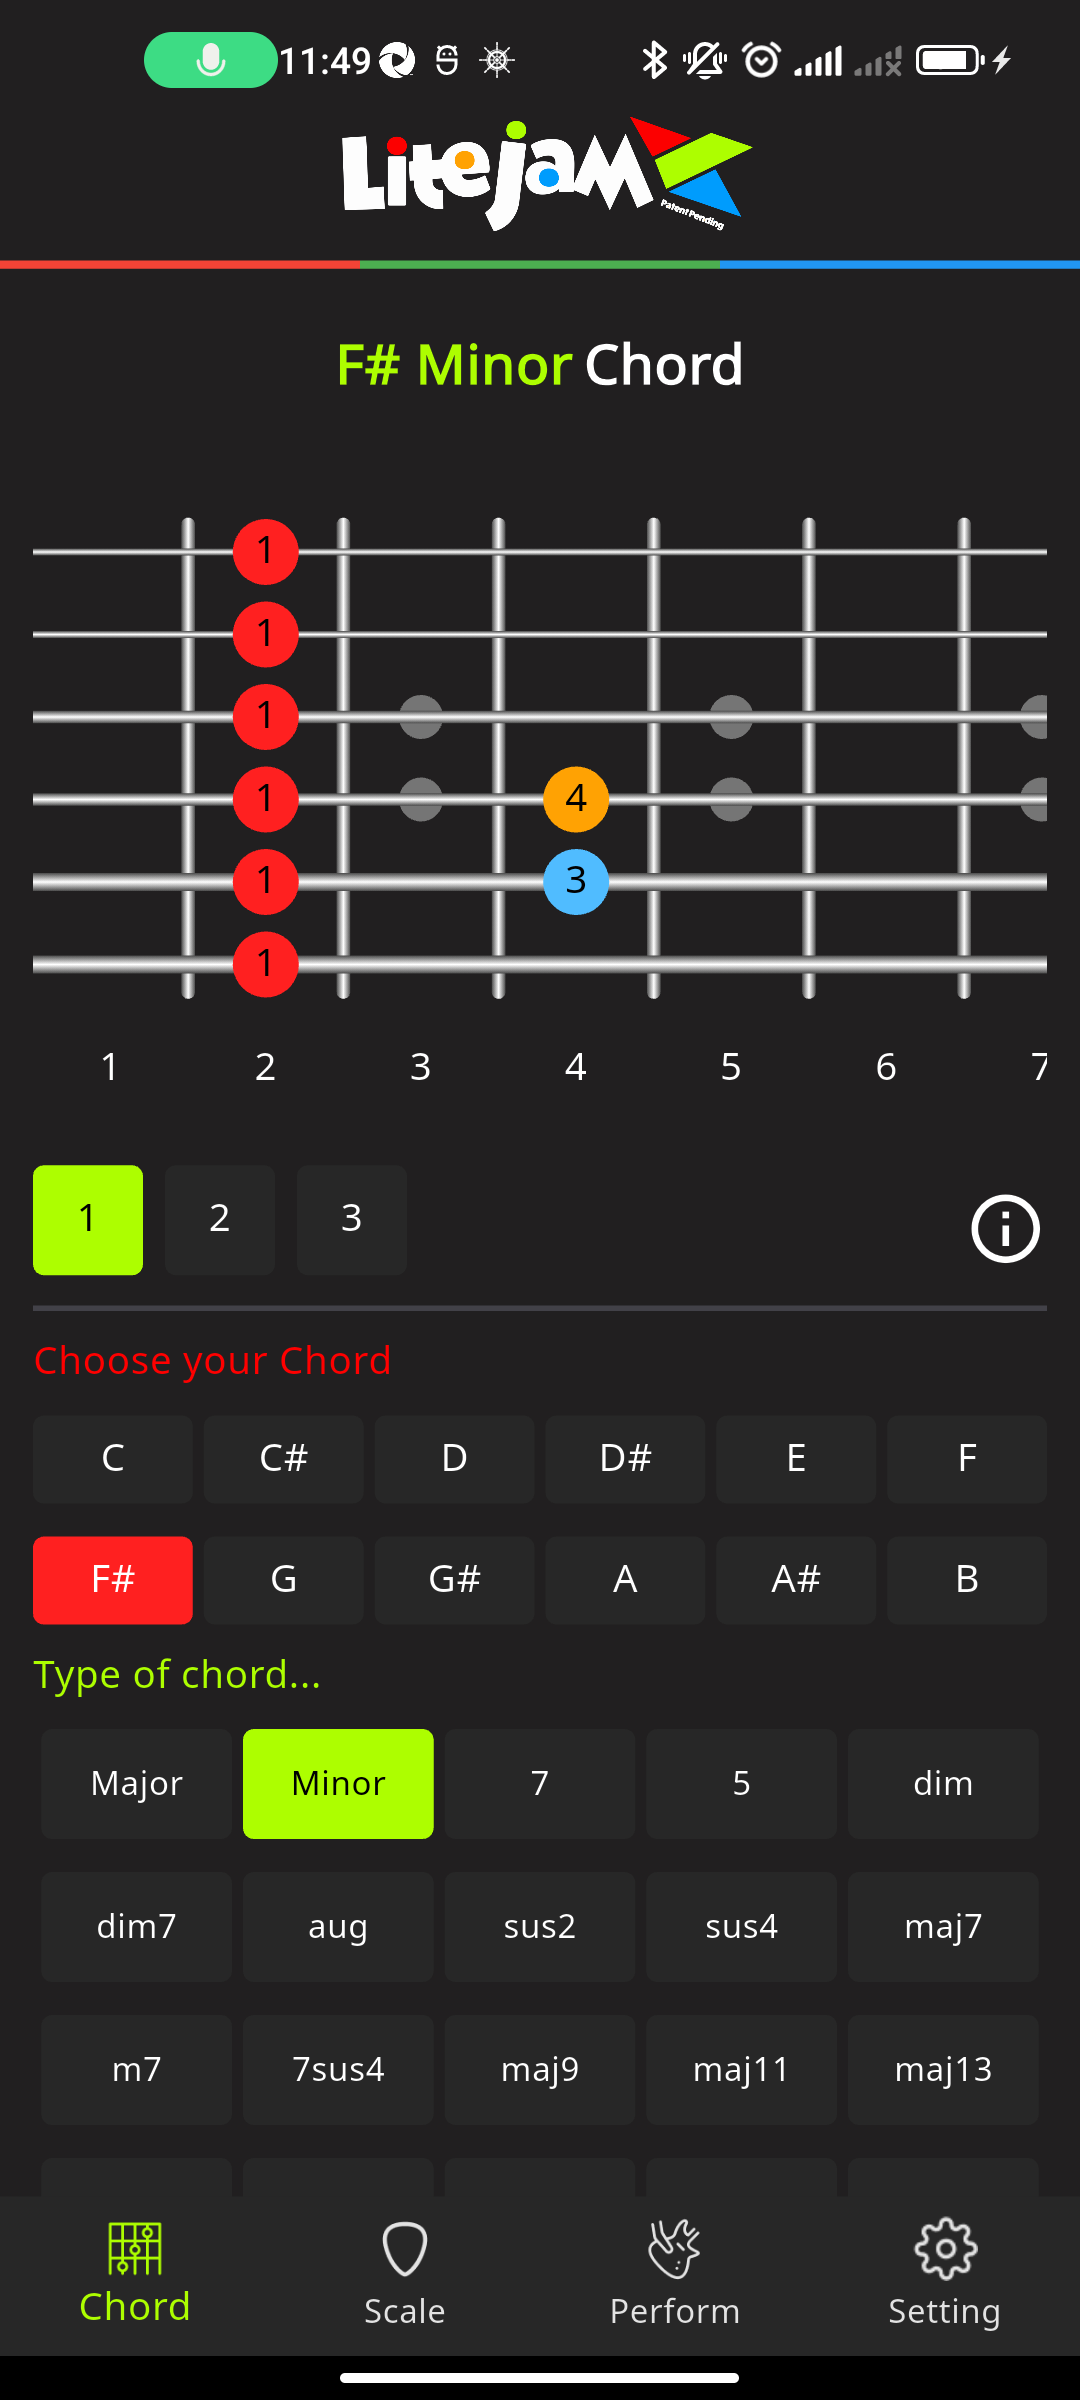 11:49
Litejam
Patent Pending
F# Minor Chord
1
1
1
1 4
1 3
1
1 2 3 4 5 6 7
1 2 3
Choose your Chord
C C# D D# E F
F# G G# A A# B
Type of chord...
Major Minor 7 5 dim
dim7 aug sus2 sus4 maj7
m7 7sus4 maj9 maj11 maj13
Chord Scale Perform Setting